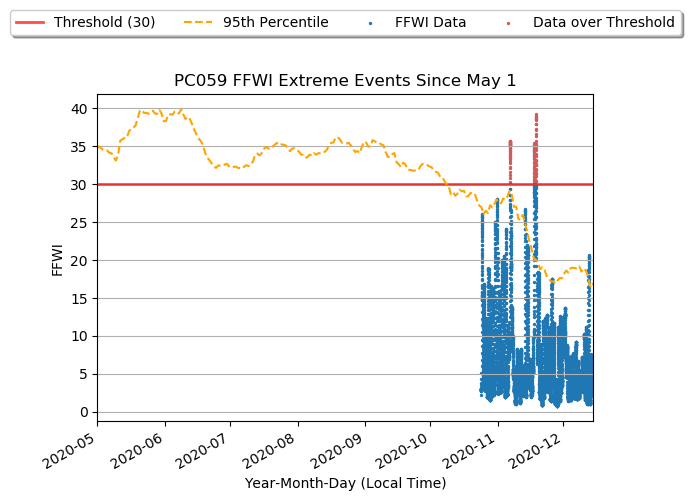 Threshold (30) 95th Percentile FFWI Data Data over Threshold
PC059 FFWI Extreme Events Since May 1
40
35
30
25
20
15
10
5
0
FFWI
2020-05 2020-06 2020-07 2020-08 2020-09 2020-10 2020-11 2020-12
Year-Month-Day (Local Time)